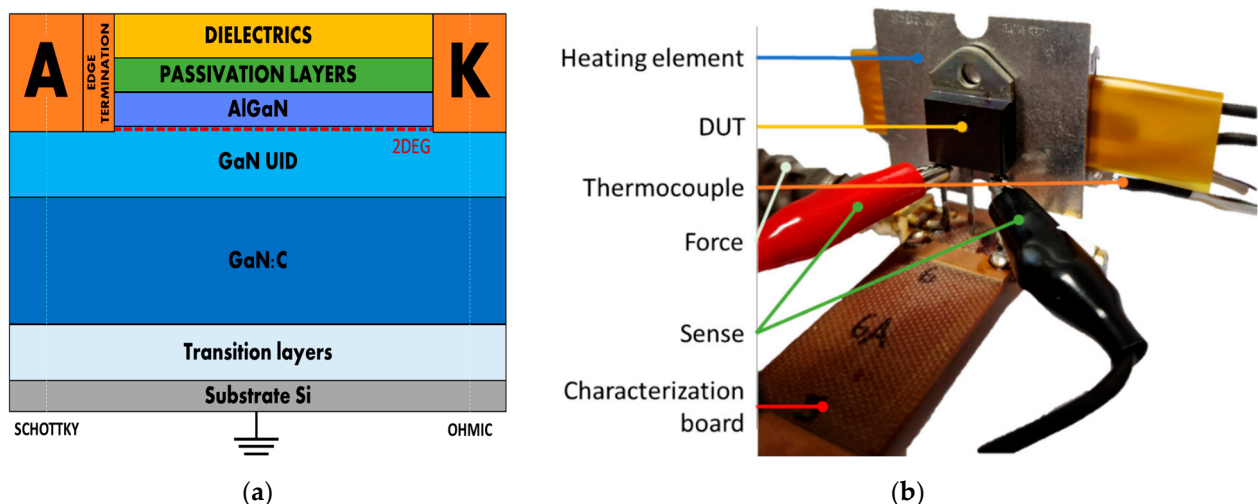 A
EDGE
TERMINATION
DIELECTRICS
PASSIVATION LAYERS
AlGaN
K
2DEG
GaN UID
GaN:C
Transition layers
Substrate Si
SCHOTTKY
OHMIC
(a)
Heating element
DUT
Thermocouple
Force
Sense
Characterization
board
6
6A
(b)